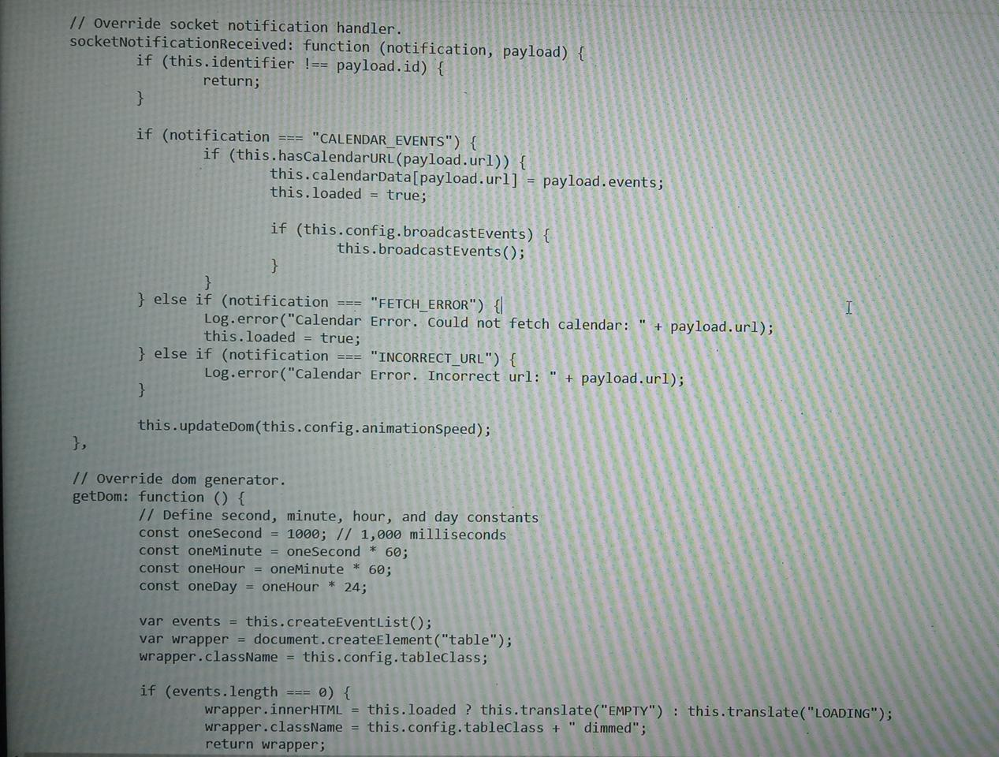 // Override socket notification handler.
socketNotificationReceived: function (notification, payload) {
if (this.identifier !== payload.id) {
return;
}
if (notification === "CALENDAR_EVENTS") {
if (this.hasCalendarURL(payload.url)) {
this.calendarData[payload.url] = payload.events;
this.loaded = true;
if (this.config.broadcastEvents) {
this.broadcastEvents();
}
}
} else if (notification === "FETCH_ERROR") {
Log.error("Calendar Error. Could not fetch calendar: " + payload.url);
this.loaded = true;
} else if (notification === "INCORRECT_URL") {
Log.error("Calendar Error. Incorrect url: " + payload.url);
}
this.updateDom(this.config.animationSpeed);
},
// Override dom generator.
getDom: function () {
// Define second, minute, hour, and day constants
const oneSecond = 1000; // 1,000 milliseconds
const oneMinute = oneSecond * 60;
const oneHour = oneMinute * 60;
const oneDay = oneHour * 24;
var events = this.createEventList();
var wrapper = document.createElement("table");
wrapper.className = this.config.tableClass;
if (events.length === 0) {
wrapper.innerHTML = this.loaded ? this.translate("EMPTY") : this.translate("LOADING");
wrapper.className = this.config.tableClass + " dimmed";
return wrapper;